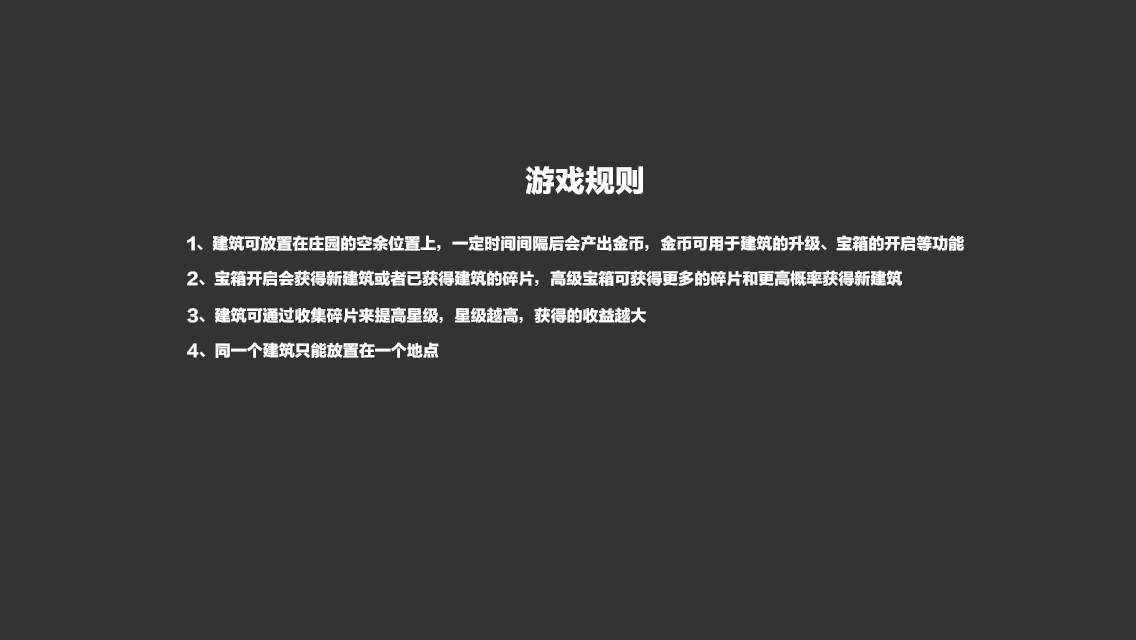 游戏规则
1、建筑可放置在庄园的空余位置上，一定时间间隔后会产出金币，金币可用于建筑的升级、宝箱的开启等功能
2、宝箱开启会获得新建筑或者已获得建筑的碎片，高级宝箱可获得更多的碎片和更高概率获得新建筑
3、建筑可通过收集碎片来提高星级，星级越高，获得的收益越大
4、同一个建筑只能放置在一个地点